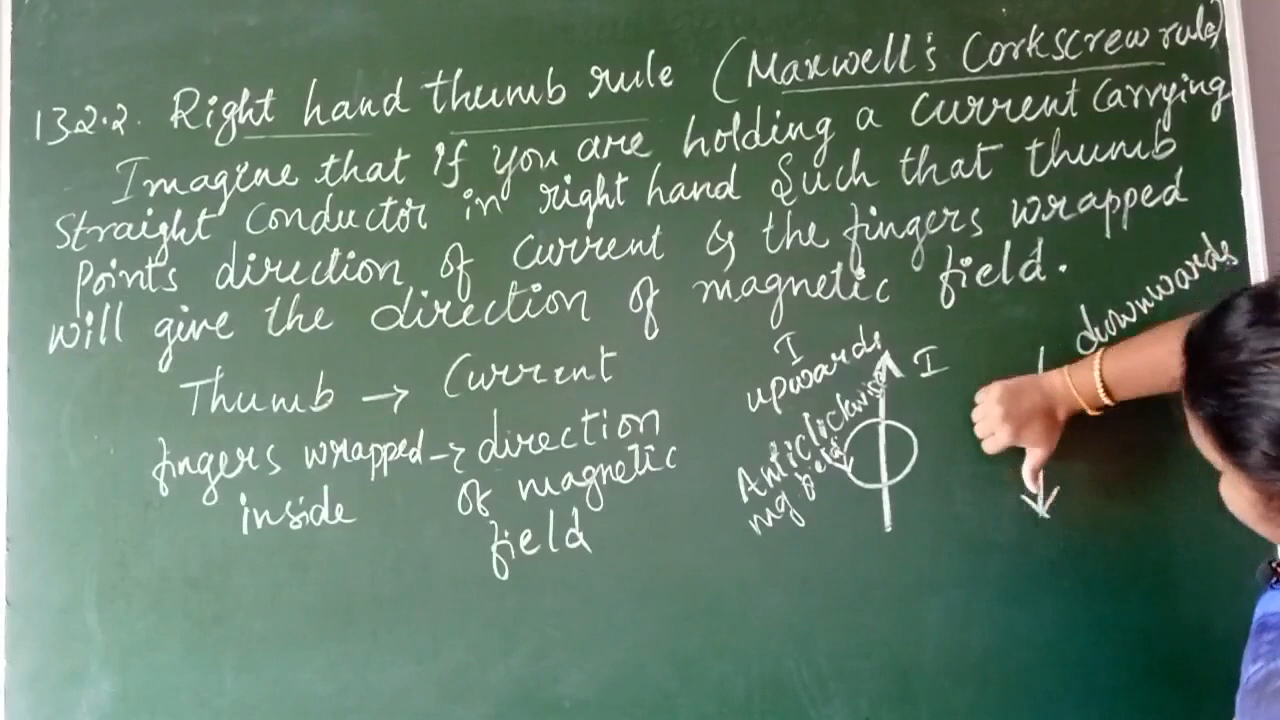 13.2.2. Right hand thumb rule (Maxwell's Corkscrew rule)
Imagine that if you are holding a current carrying
straight conductor in right hand such that thumb
points direction of current & the fingers wrapped
will give the direction of magnetic field.
Thumb → Current
fingers wrapped → direction
inside
of magnetic
field
I
upwards
Anticlockwise
mg field
I
downwards